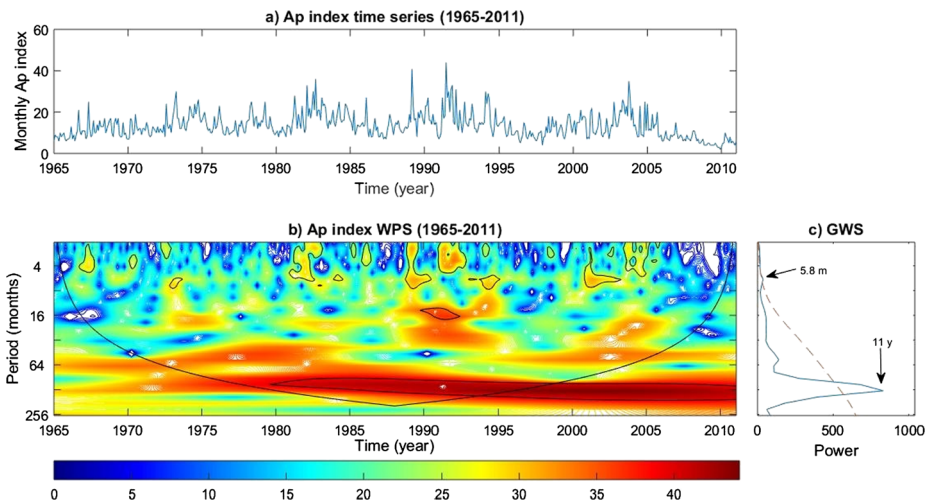 a) Ap index time series (1965-2011)
Monthly Ap index
60
40
20
0
1965 1970 1975 1980 1985 1990 1995 2000 2005 2010
Time (year)
b) Ap index WPS (1965-2011)
c) GWS
Period (months)
4
16
64
256
5.8 m
11 y
1965 1970 1975 1980 1985 1990 1995 2000 2005 2010
0 500 1000
Time (year)
Power
0 5 10 15 20 25 30 35 40